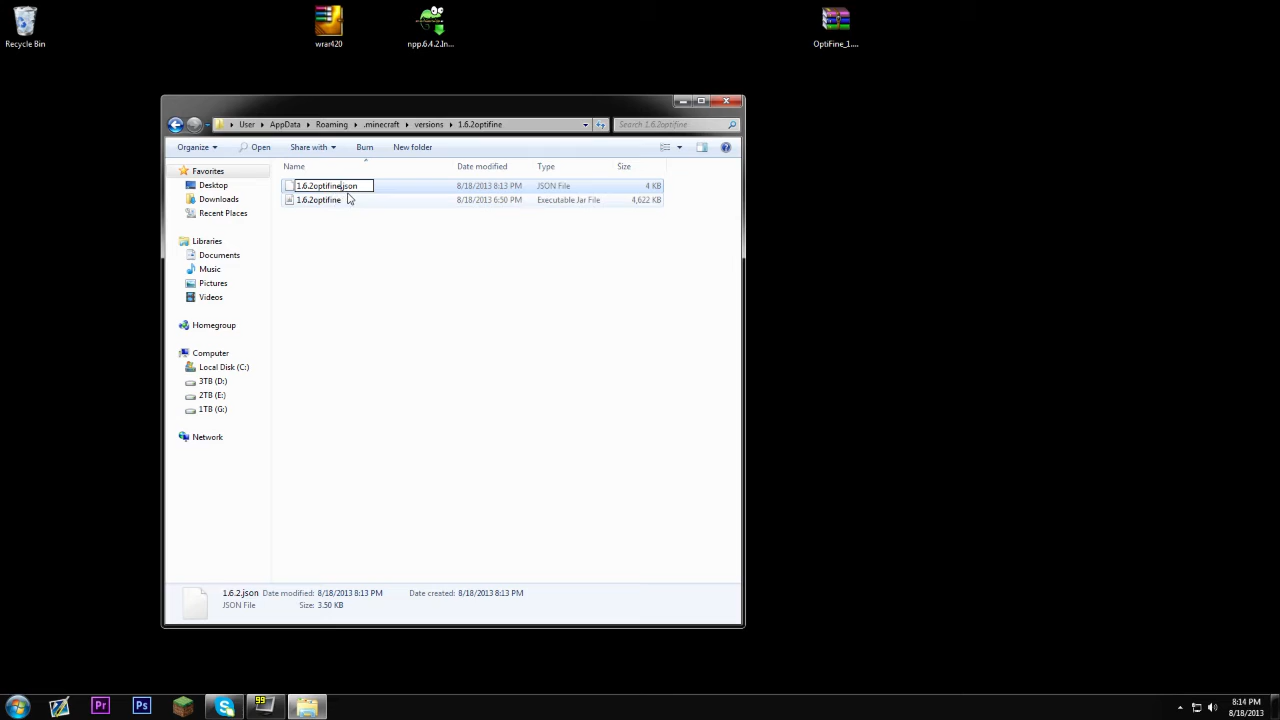 Recycle Bin
wrar420
npp.6.4.2.In...
OptiFine_1....
User AppData Roaming .minecraft versions 1.6.2optifine
Search 1.6.2optifine
Organize Open Share with Burn New folder
Name Date modified Type Size
Favorites
1.6.2optifine.json 8/18/2013 8:13 PM JSON File 4 KB
Desktop
1.6.2optifine 8/18/2013 6:50 PM Executable Jar File 4,622 KB
Downloads
Recent Places
Libraries
Documents
Music
Pictures
Videos
Homegroup
Computer
Local Disk (C:)
3TB (D:)
2TB (E:)
1TB (G:)
Network
1.6.2.json Date modified: 8/18/2013 8:13 PM Date created: 8/18/2013 8:13 PM
JSON File Size: 3.50 KB
Pr
Ps
99
8:14 PM
8/18/2013